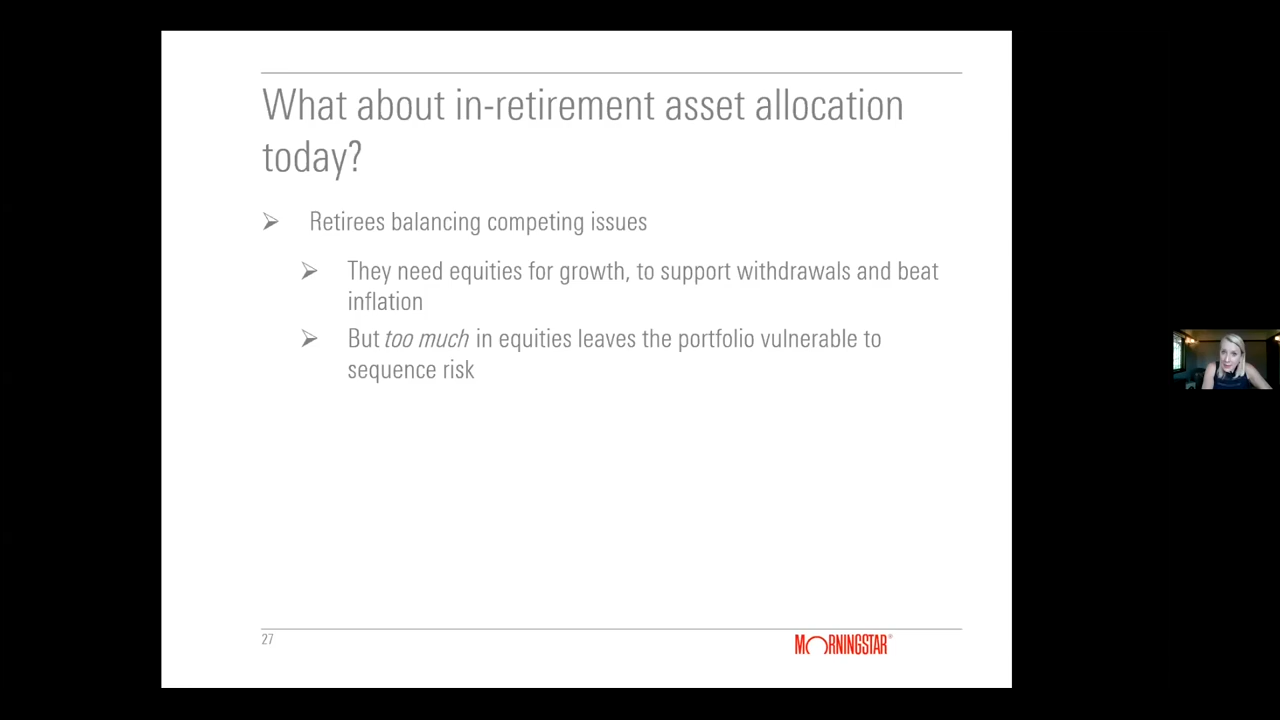 What about in-retirement asset allocation
today?
➢ Retirees balancing competing issues
➢ They need equities for growth, to support withdrawals and beat
inflation
➢ But too much in equities leaves the portfolio vulnerable to
sequence risk
27
MORNINGSTAR®